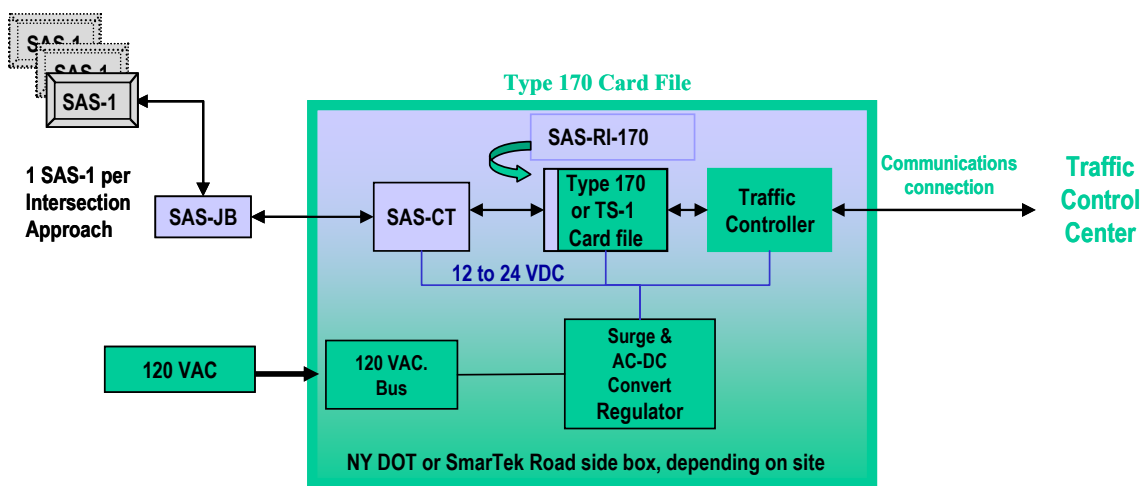 SAS-1
SAS-1
SAS-1
1 SAS-1 per
Intersection
Approach
SAS-JB
Type 170 Card File
SAS-RI-170
SAS-CT
Type 170
or TS-1
Card file
Traffic
Controller
Communications
connection
Traffic
Control
Center
12 to 24 VDC
120 VAC
120 VAC.
Bus
Surge &
AC-DC
Convert
Regulator
NY DOT or SmarTek Road side box, depending on site